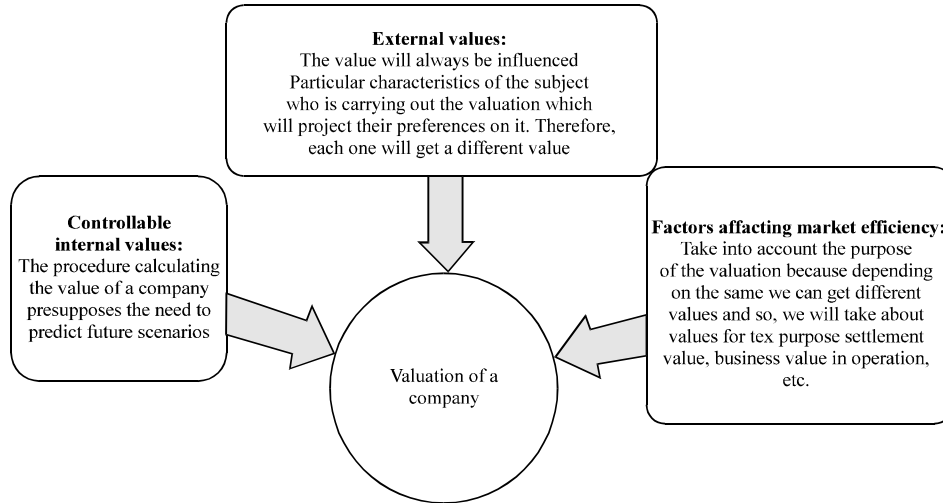 External values:
The value will always be influenced
Particular characteristics of the subject
who is carrying out the valuation which
will project their preferences on it. Therefore,
each one will get a different value
Controllable
internal values:
The procedure calculating
the value of a company
presupposes the need to
predict future scenarios
Factors affecting market efficiency:
Take into account the purpose
of the valuation because depending
on the same we can get different
values and so, we will take about
values for tex purpose settlement
value, business value in operation,
etc.
Valuation of a
company